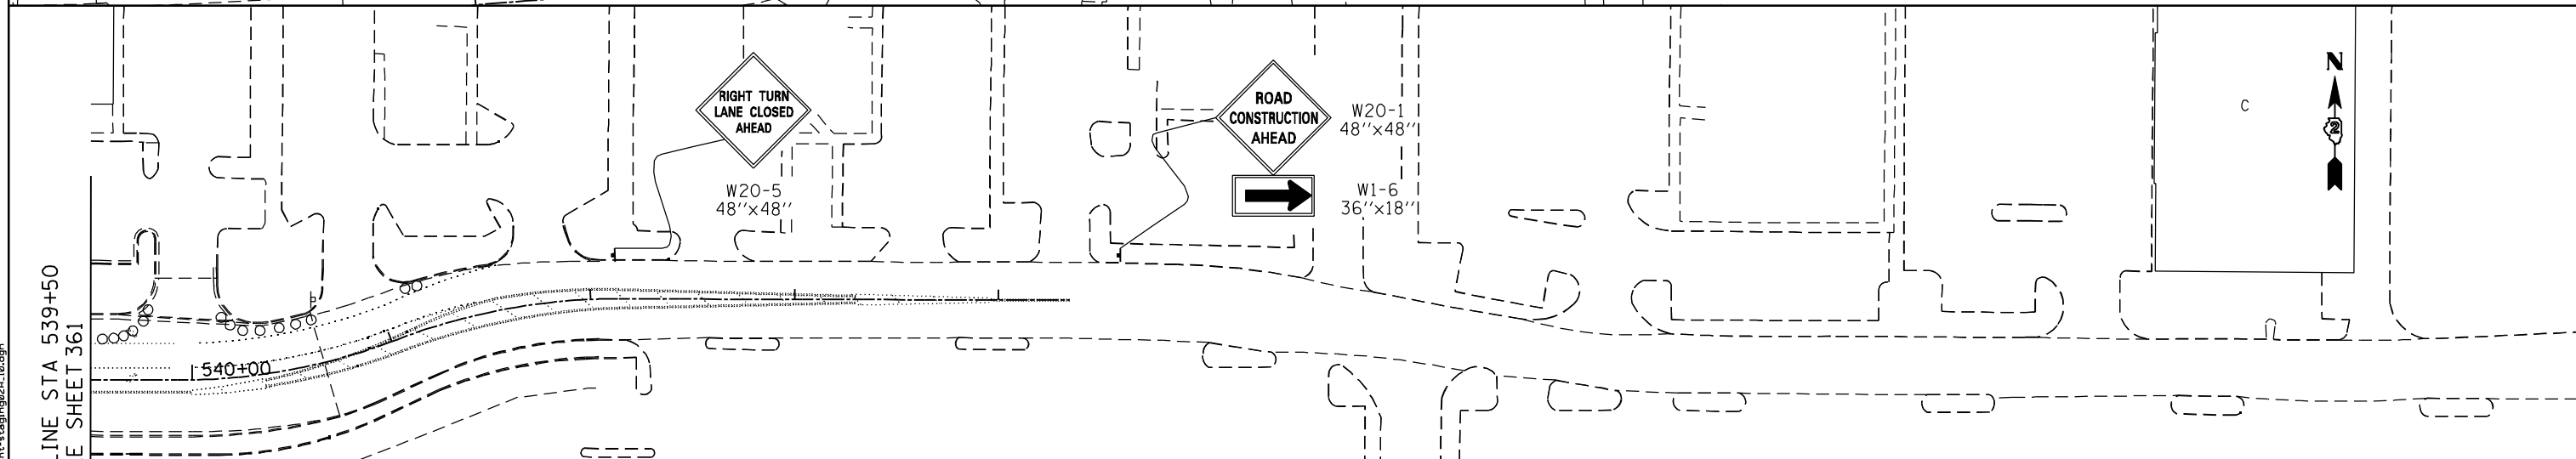 RIGHT TURN
LANE CLOSED
AHEAD
W20-5
48''x48''
ROAD
CONSTRUCTION
AHEAD
W20-1
48''x48''
W1-6
36''x18''
C
N
2
540+00
LINE STA 539+50
E SHEET 361